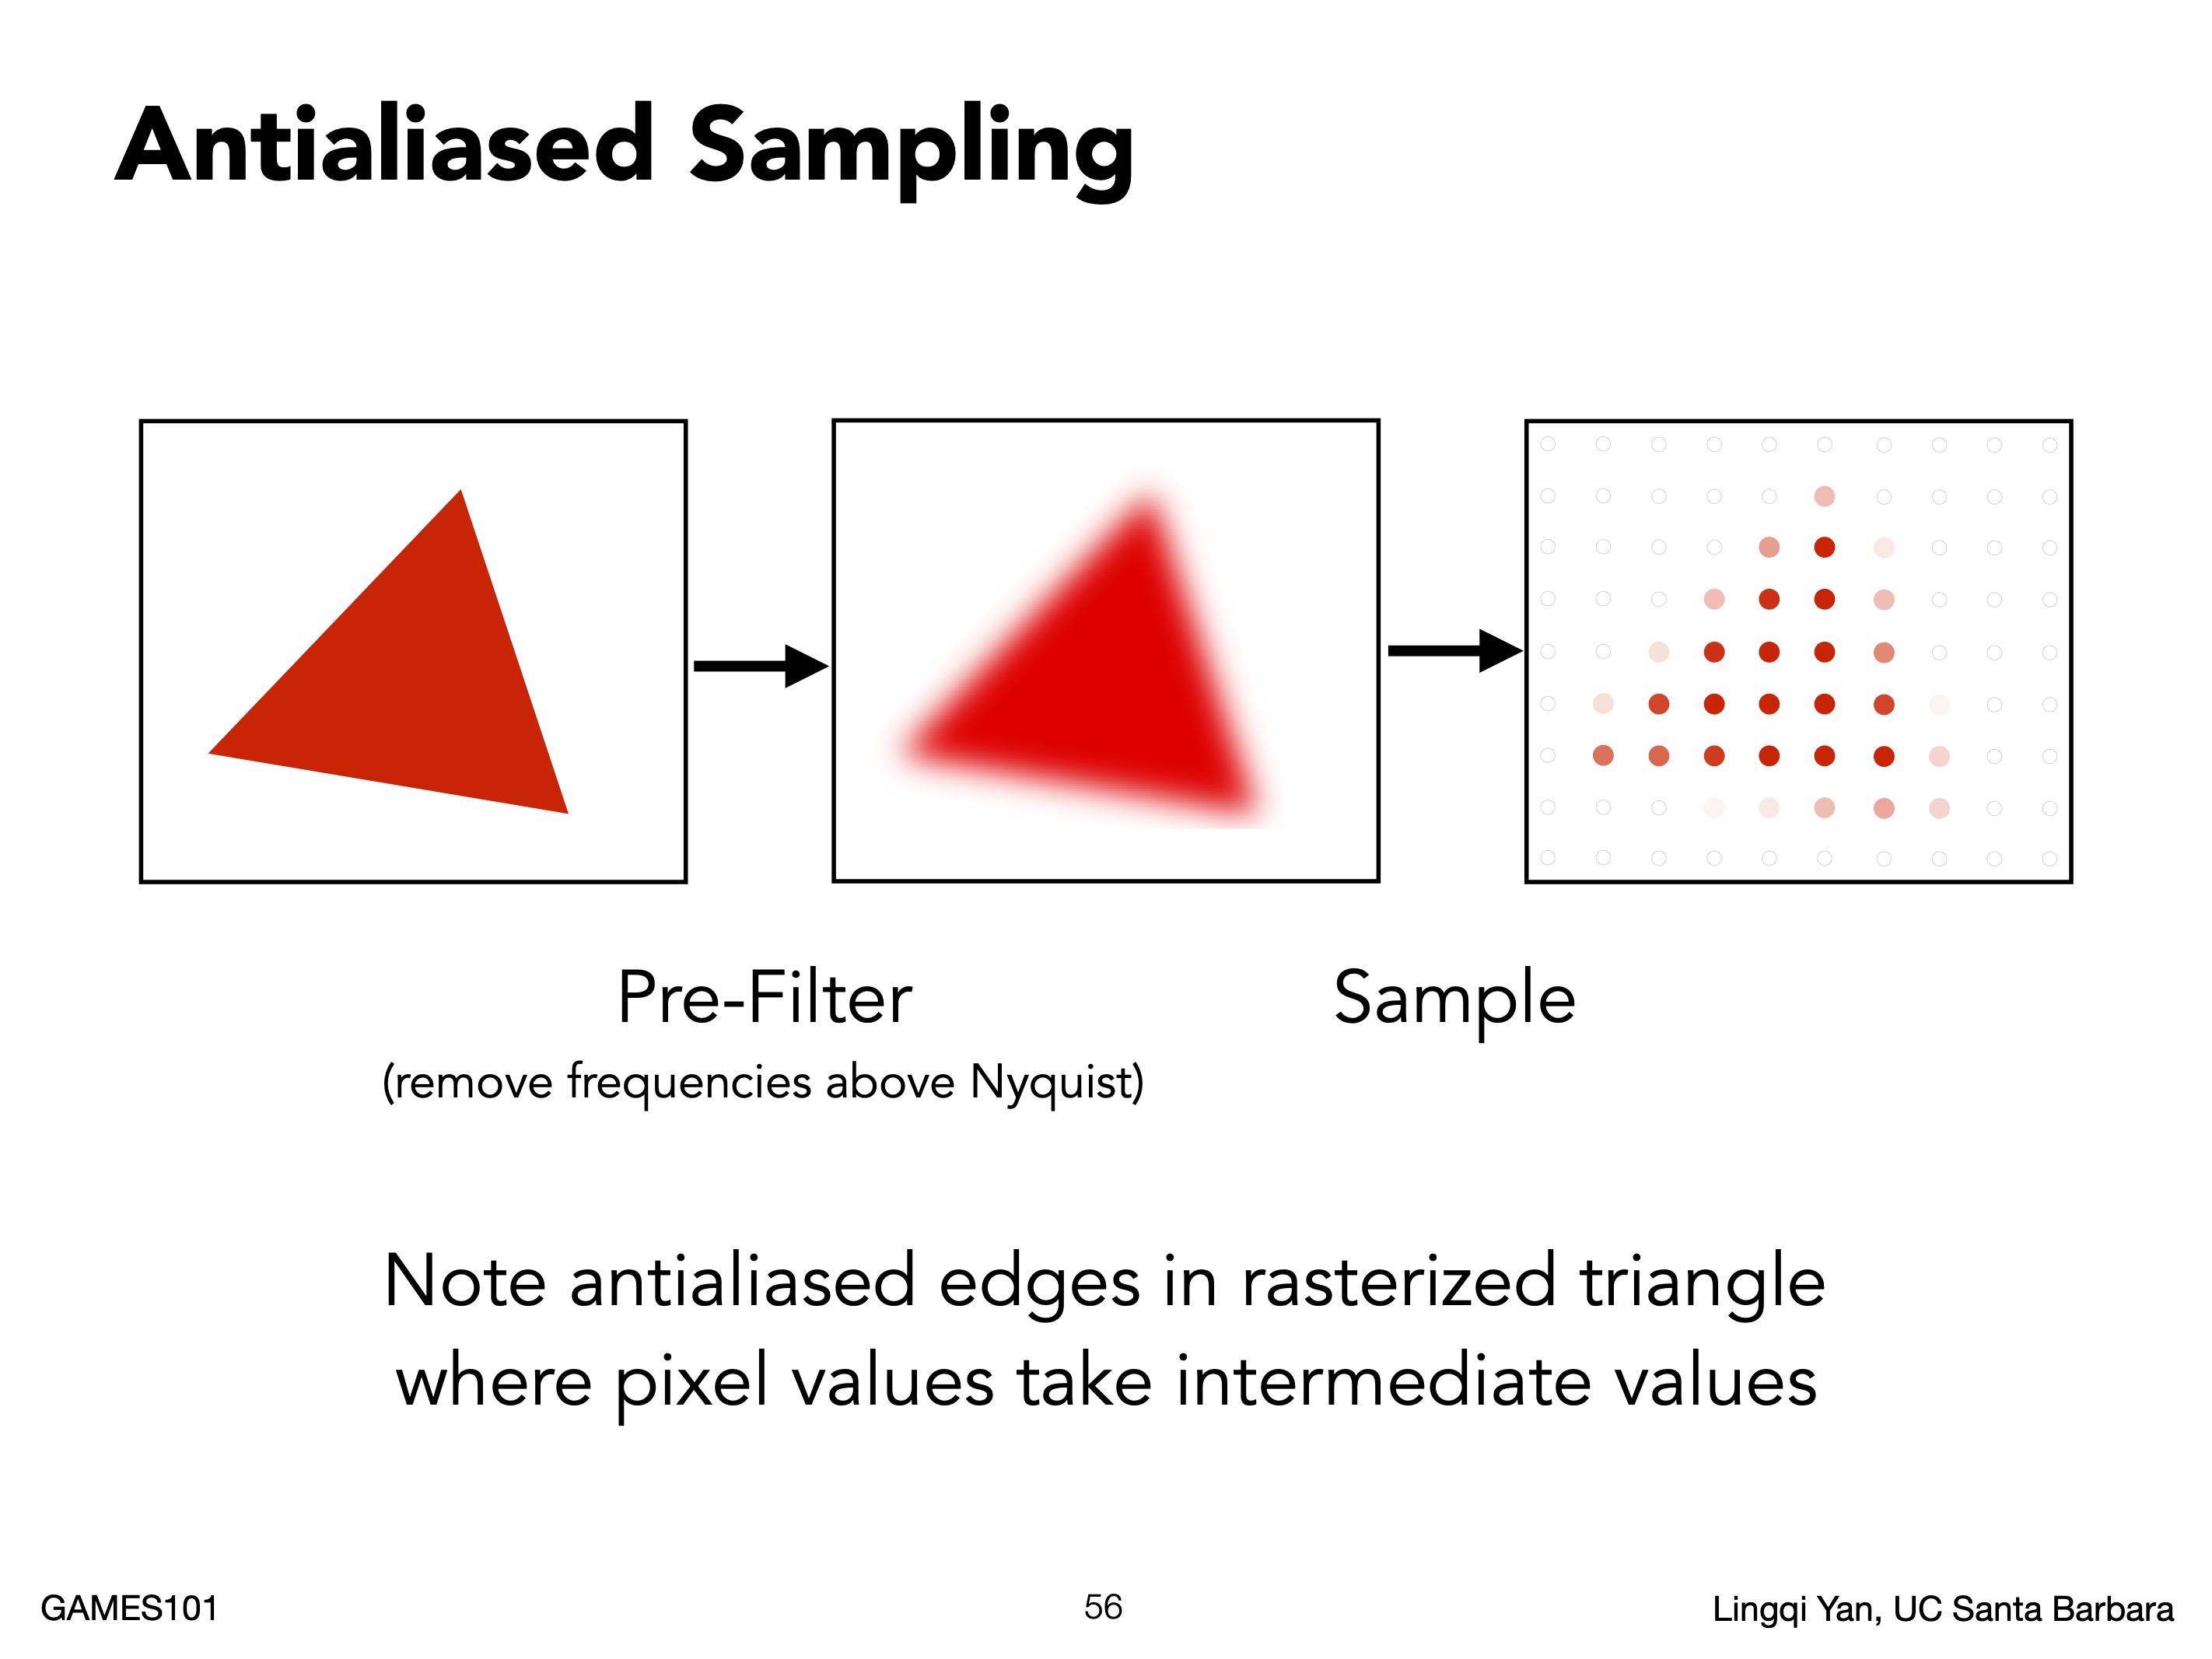 Antialiased Sampling
Pre-Filter
Sample
(remove frequencies above Nyquist)
Note antialiased edges in rasterized triangle
where pixel values take intermediate values
GAMES101
56
Lingqi Yan, UC Santa Barbara